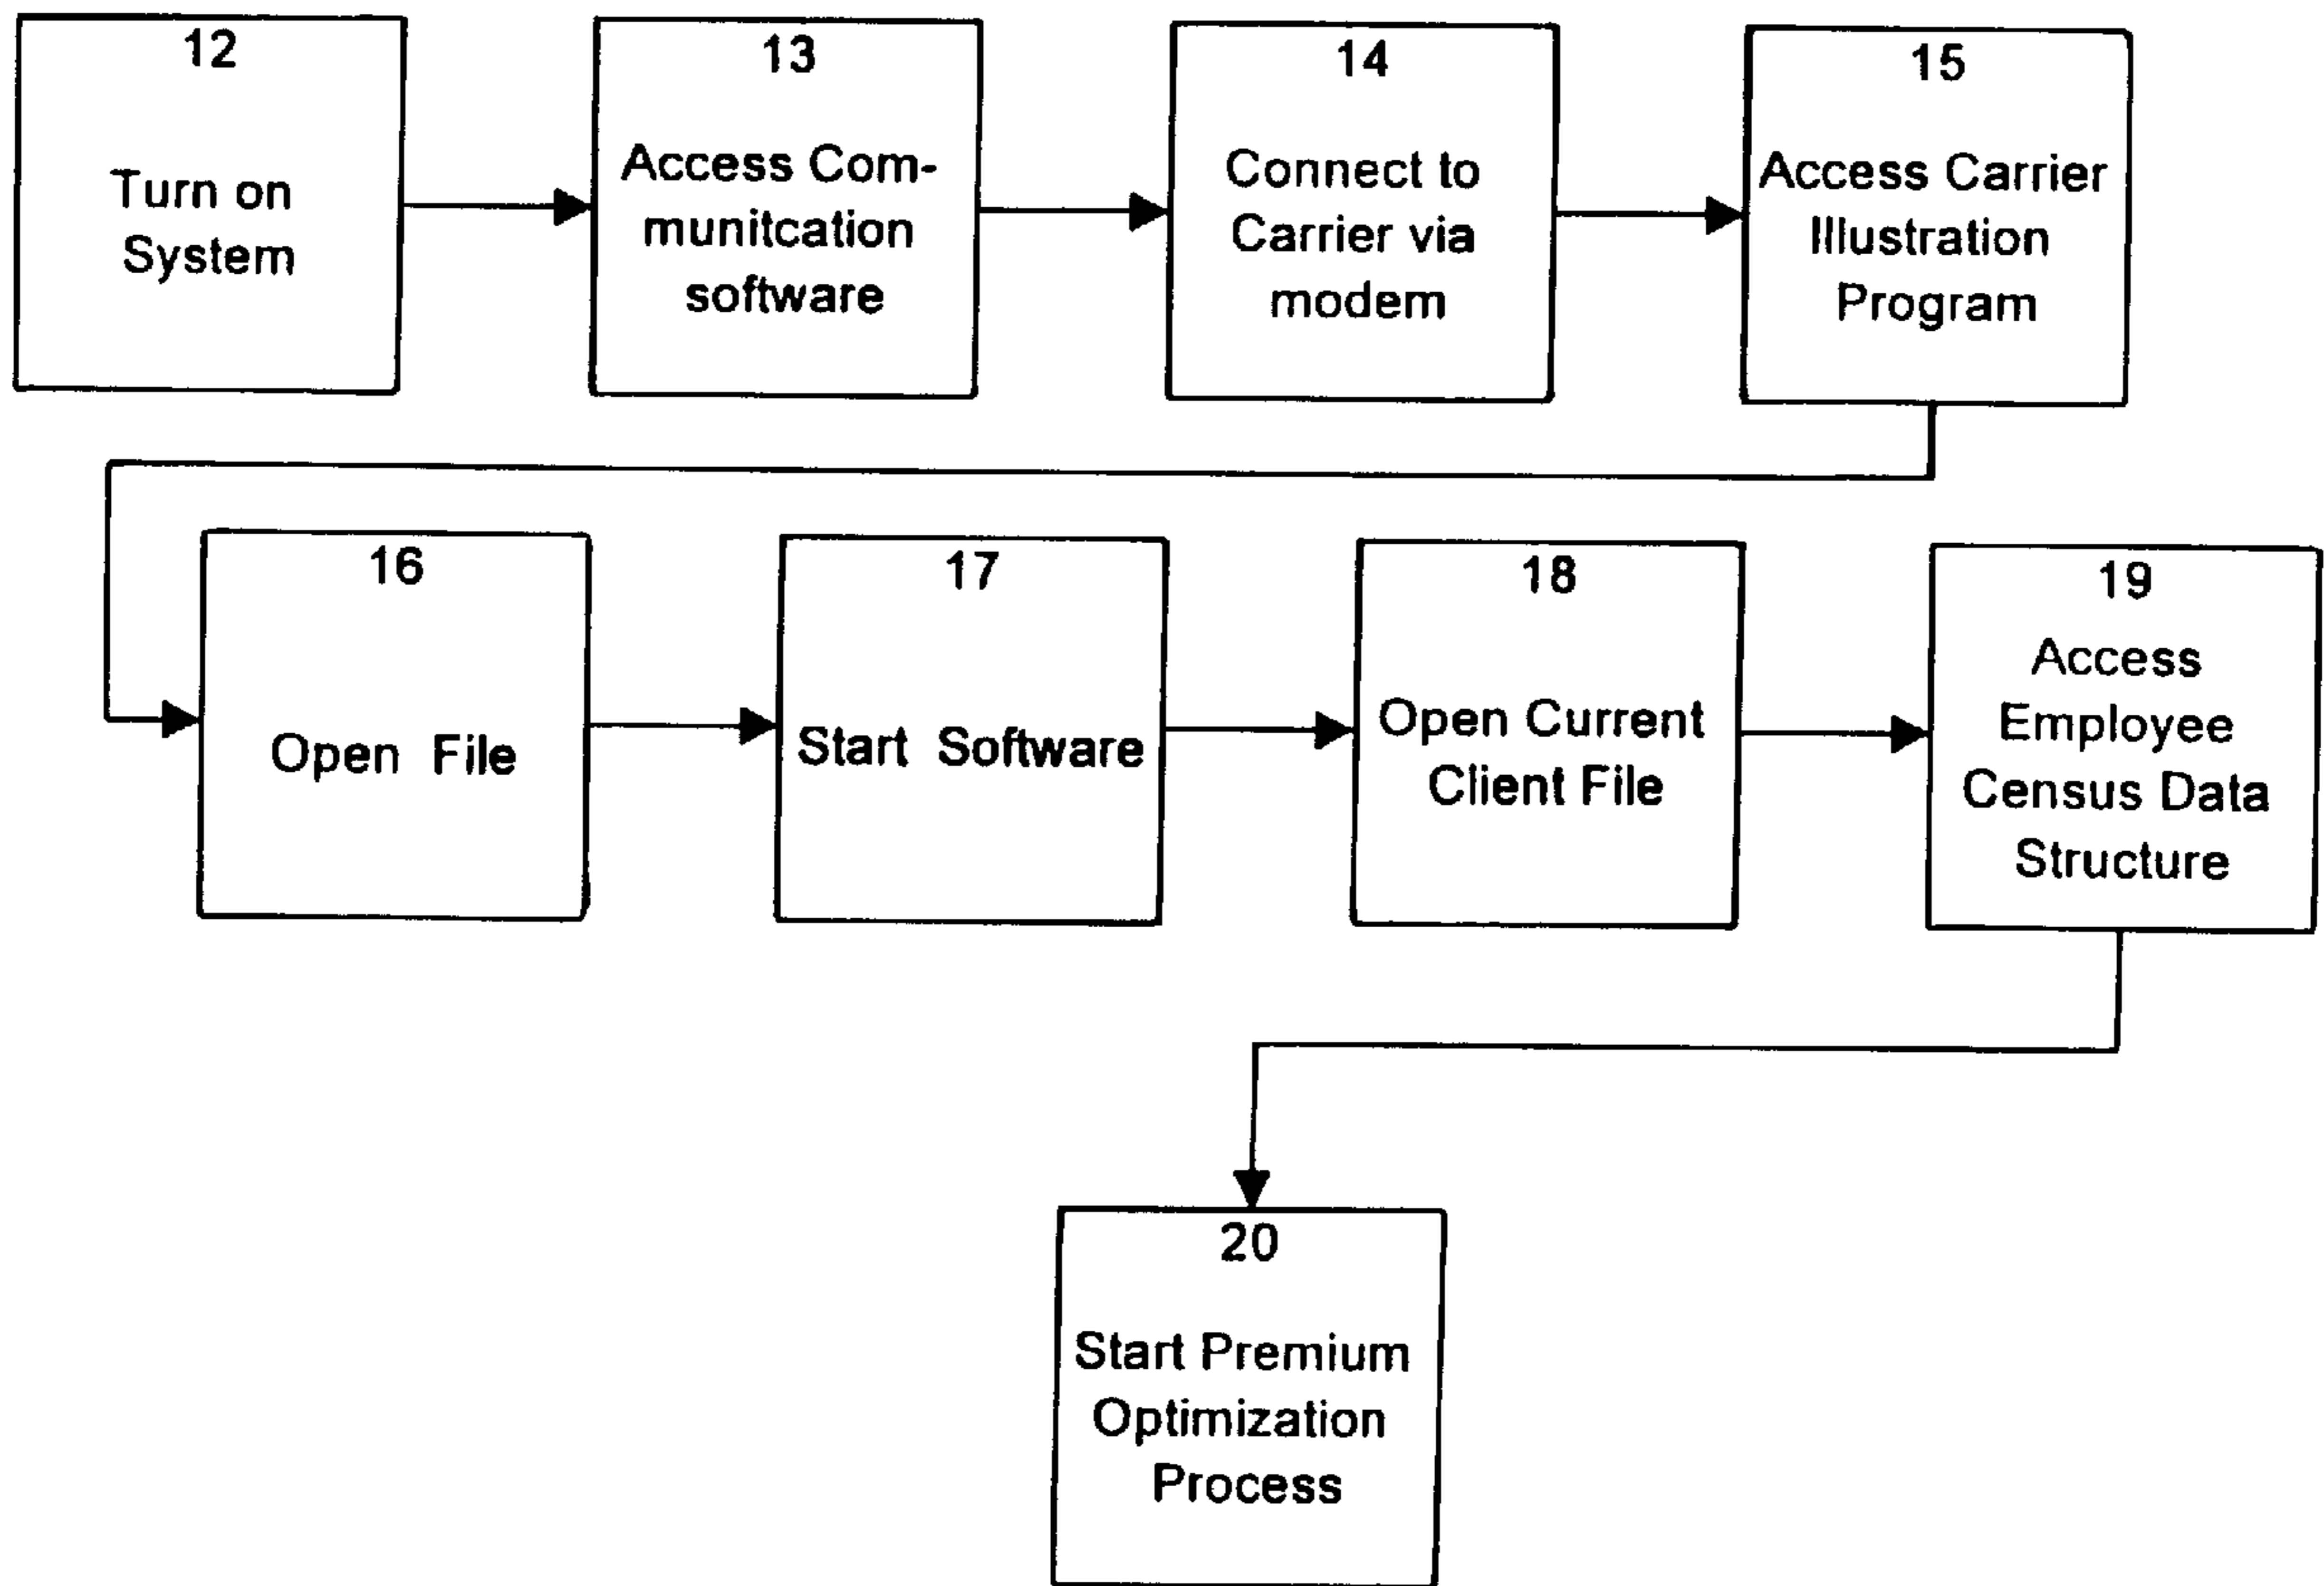 12
Turn on
System
13
Access Com-
munitcation
software
14
Connect to
Carrier via
modem
15
Access Carrier
Illustration
Program
16
Open File
17
Start Software
18
Open Current
Client File
19
Access
Employee
Census Data
Structure
20
Start Premium
Optimization
Process